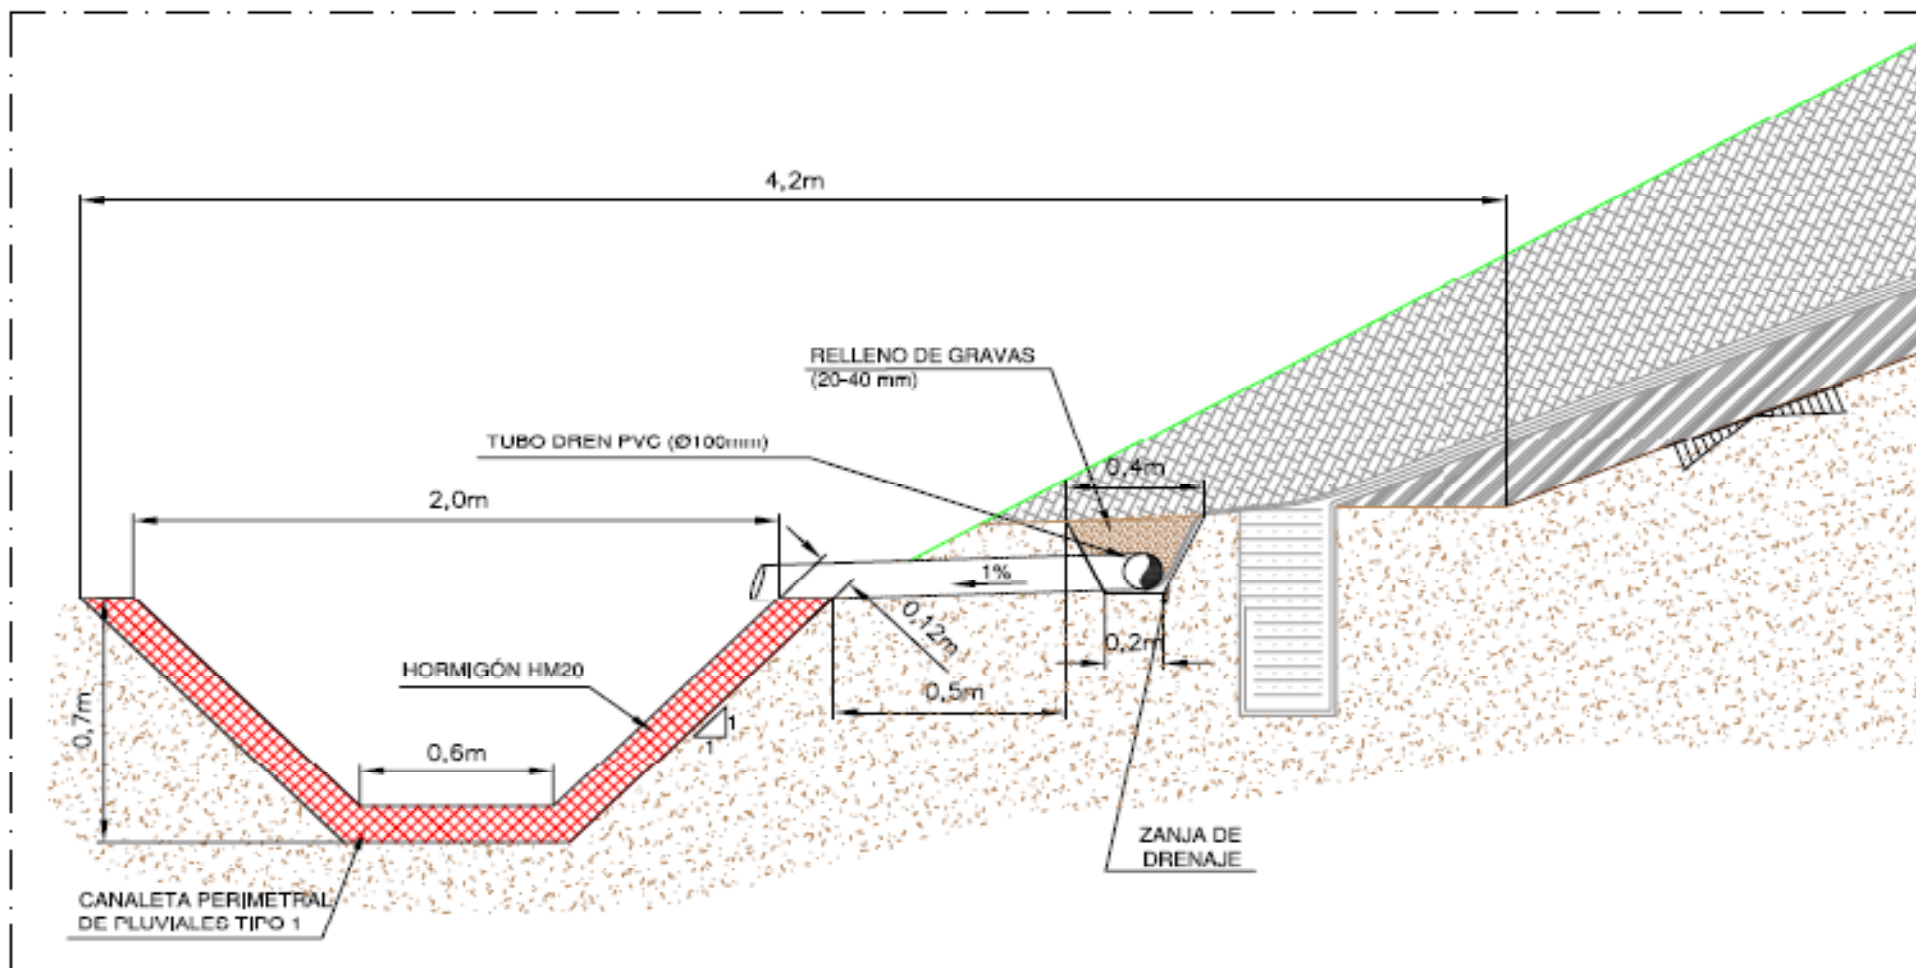 4,2m
RELLENO DE GRAVAS
(20-40 mm)
TUBO DREN PVC (Ø100mm)
0,4m
2,0m
1%
0,12m
0,2m
HORMIGÓN HM20
0,5m
0,7m
1
1
0,6m
ZANJA DE
DRENAJE
CANALETA PERIMETRAL
DE PLUVIALES TIPO 1